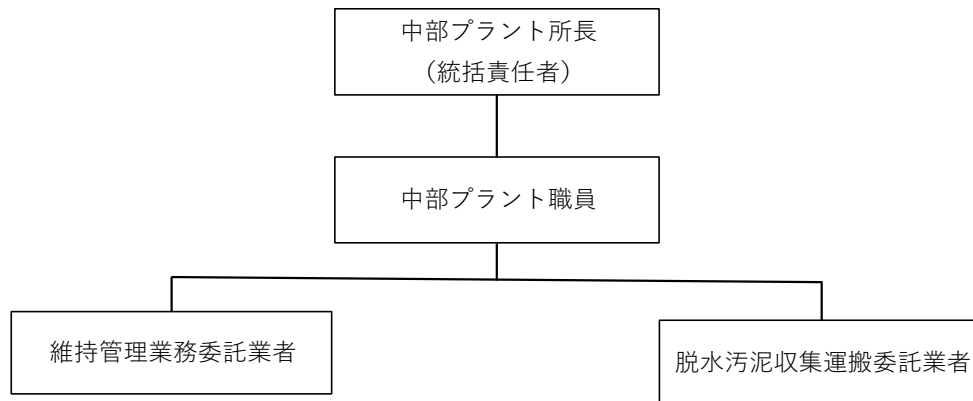 中部プラント所長
（統括責任者）
中部プラント職員
維持管理業務委託業者
脱水汚泥収集運搬委託業者